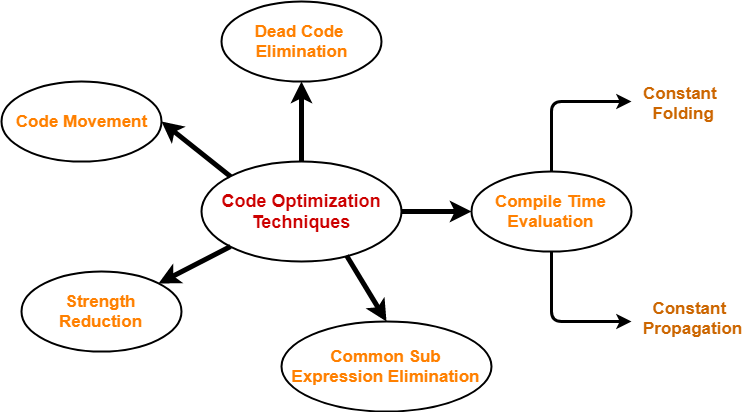 Dead Code
Elimination
Code Movement
Constant
Folding
Code Optimization
Techniques
Compile Time
Evaluation
Strength
Reduction
Constant
Propagation
Common Sub
Expression Elimination